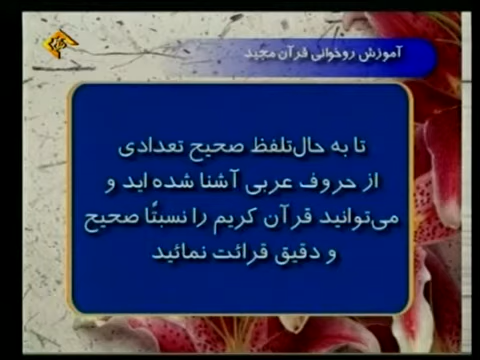 آموزش روخوانی قرآن مجید
تا به حال‌تلفظ صحیح تعدادی
از حروف عربی آشنا شده اید و
می‌توانید قرآن کریم را نسبتًا صحیح
و دقیق قرائت نمائید